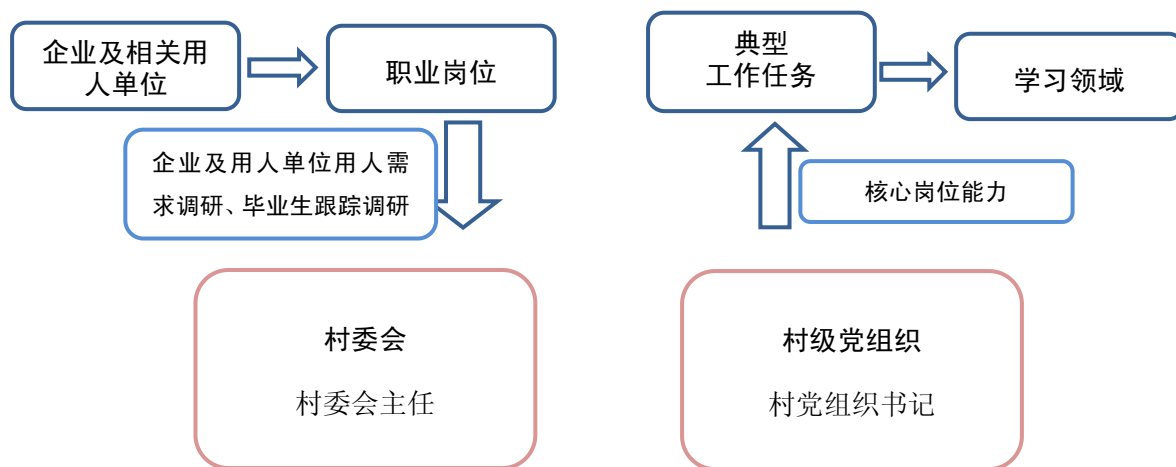 企业及相关用
人单位
职业岗位
典型
工作任务
学习领域
企业及用人单位用人需
求调研、毕业生跟踪调研
核心岗位能力
村委会
村委会主任
村级党组织
村党组织书记